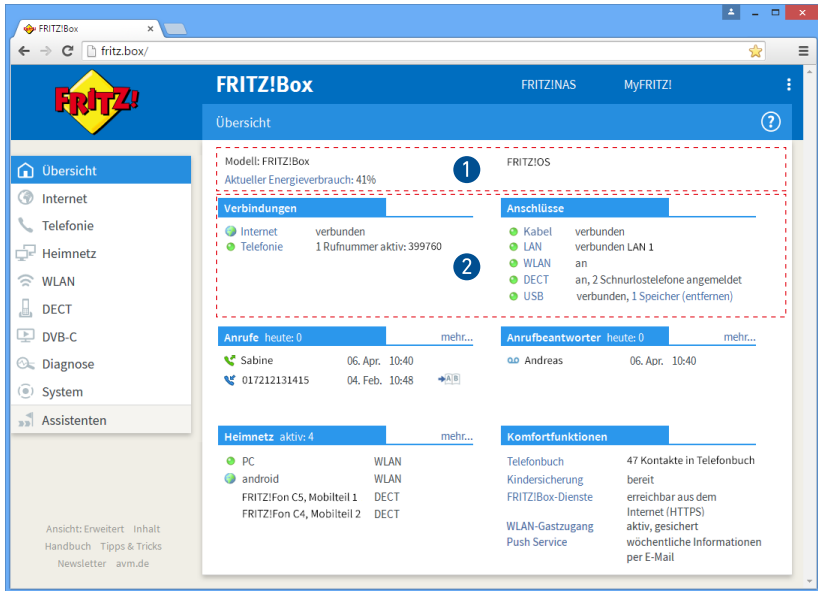 FRITZ!Box
fritz.box/
FRITZ!
FRITZ!Box
FRITZ!NAS
MyFRITZ!
Übersicht
?
Übersicht
Internet
Telefonie
Heimnetz
WLAN
DECT
DVB-C
Diagnose
System
Assistenten
Ansicht: Erweitert Inhalt
Handbuch Tipps & Tricks
Newsletter avm.de
Modell: FRITZ!Box
FRITZ!OS
Aktueller Energieverbrauch: 41%
1
Verbindungen
Internet verbunden
Telefonie 1 Rufnummer aktiv: 399760
2
Anschlüsse
Kabel verbunden
LAN verbunden LAN 1
WLAN an
DECT an, 2 Schnurlostelefone angemeldet
USB verbunden, 1 Speicher (entfernen)
Anrufe heute: 0 mehr...
Sabine 06. Apr. 10:40
017212131415 04. Feb. 10:48 A B
Anrufbeantworter heute: 0 mehr...
Andreas 06. Apr. 10:40
Heimnetz aktiv: 4 mehr...
PC WLAN
android WLAN
FRITZ!Fon C5, Mobilteil 1 DECT
FRITZ!Fon C4, Mobilteil 2 DECT
Komfortfunktionen
Telefonbuch 47 Kontakte in Telefonbuch
Kindersicherung bereit
FRITZ!Box-Dienste erreichbar aus dem
Internet (HTTPS)
WLAN-Gastzugang aktiv, gesichert
Push Service wöchentliche Informationen
per E-Mail